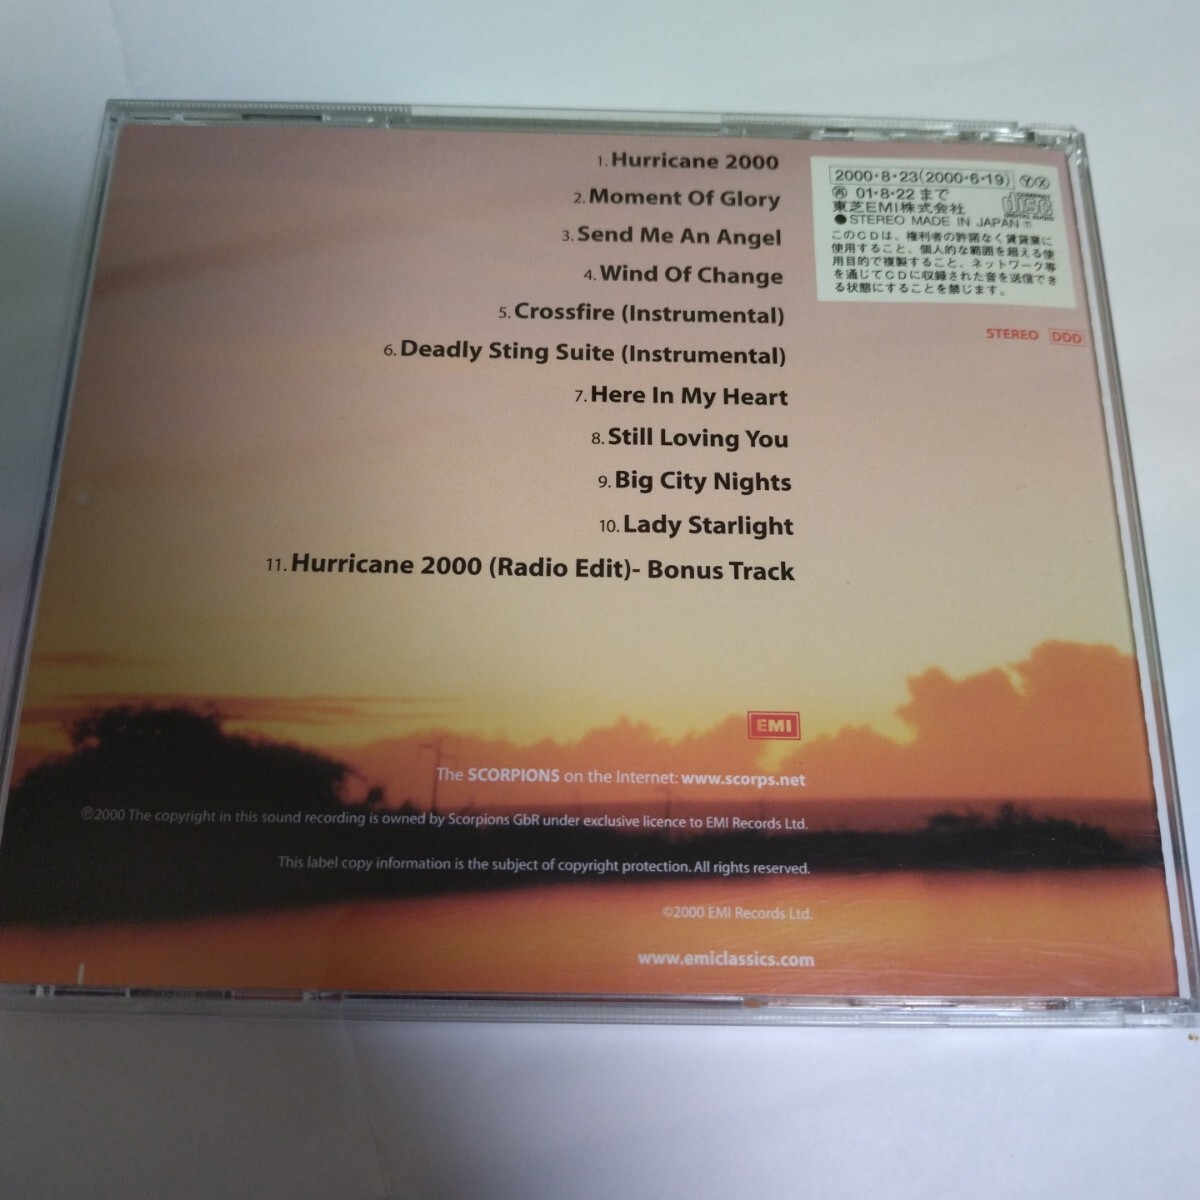 1. Hurricane 2000
2. Moment Of Glory
3. Send Me An Angel
4. Wind Of Change
5. Crossfire (Instrumental)
6. Deadly Sting Suite (Instrumental)
7. Here In My Heart
8. Still Loving You
9. Big City Nights
10. Lady Starlight
11. Hurricane 2000 (Radio Edit)- Bonus Track
2000・8・23(2000・6・19) Ⓨ Ⓧ
㋐ 01・8・22 まで
東芝EMI株式会社
●STEREO MADE IN JAPAN
COMPACT
disc
DIGITAL AUDIO
このCDは、権利者の許諾なく賃貸業に
使用すること、個人的な範囲を超える使
用目的で複製すること、ネットワーク等
を通じてCDに収録された音を送信でき
る状態にすることを禁じます。
STEREO DDD
EMI
The SCORPIONS on the Internet: www.scorps.net
℗2000 The copyright in this sound recording is owned by Scorpions GbR under exclusive licence to EMI Records Ltd.
This label copy information is the subject of copyright protection. All rights reserved.
©2000 EMI Records Ltd.
www.emiclassics.com